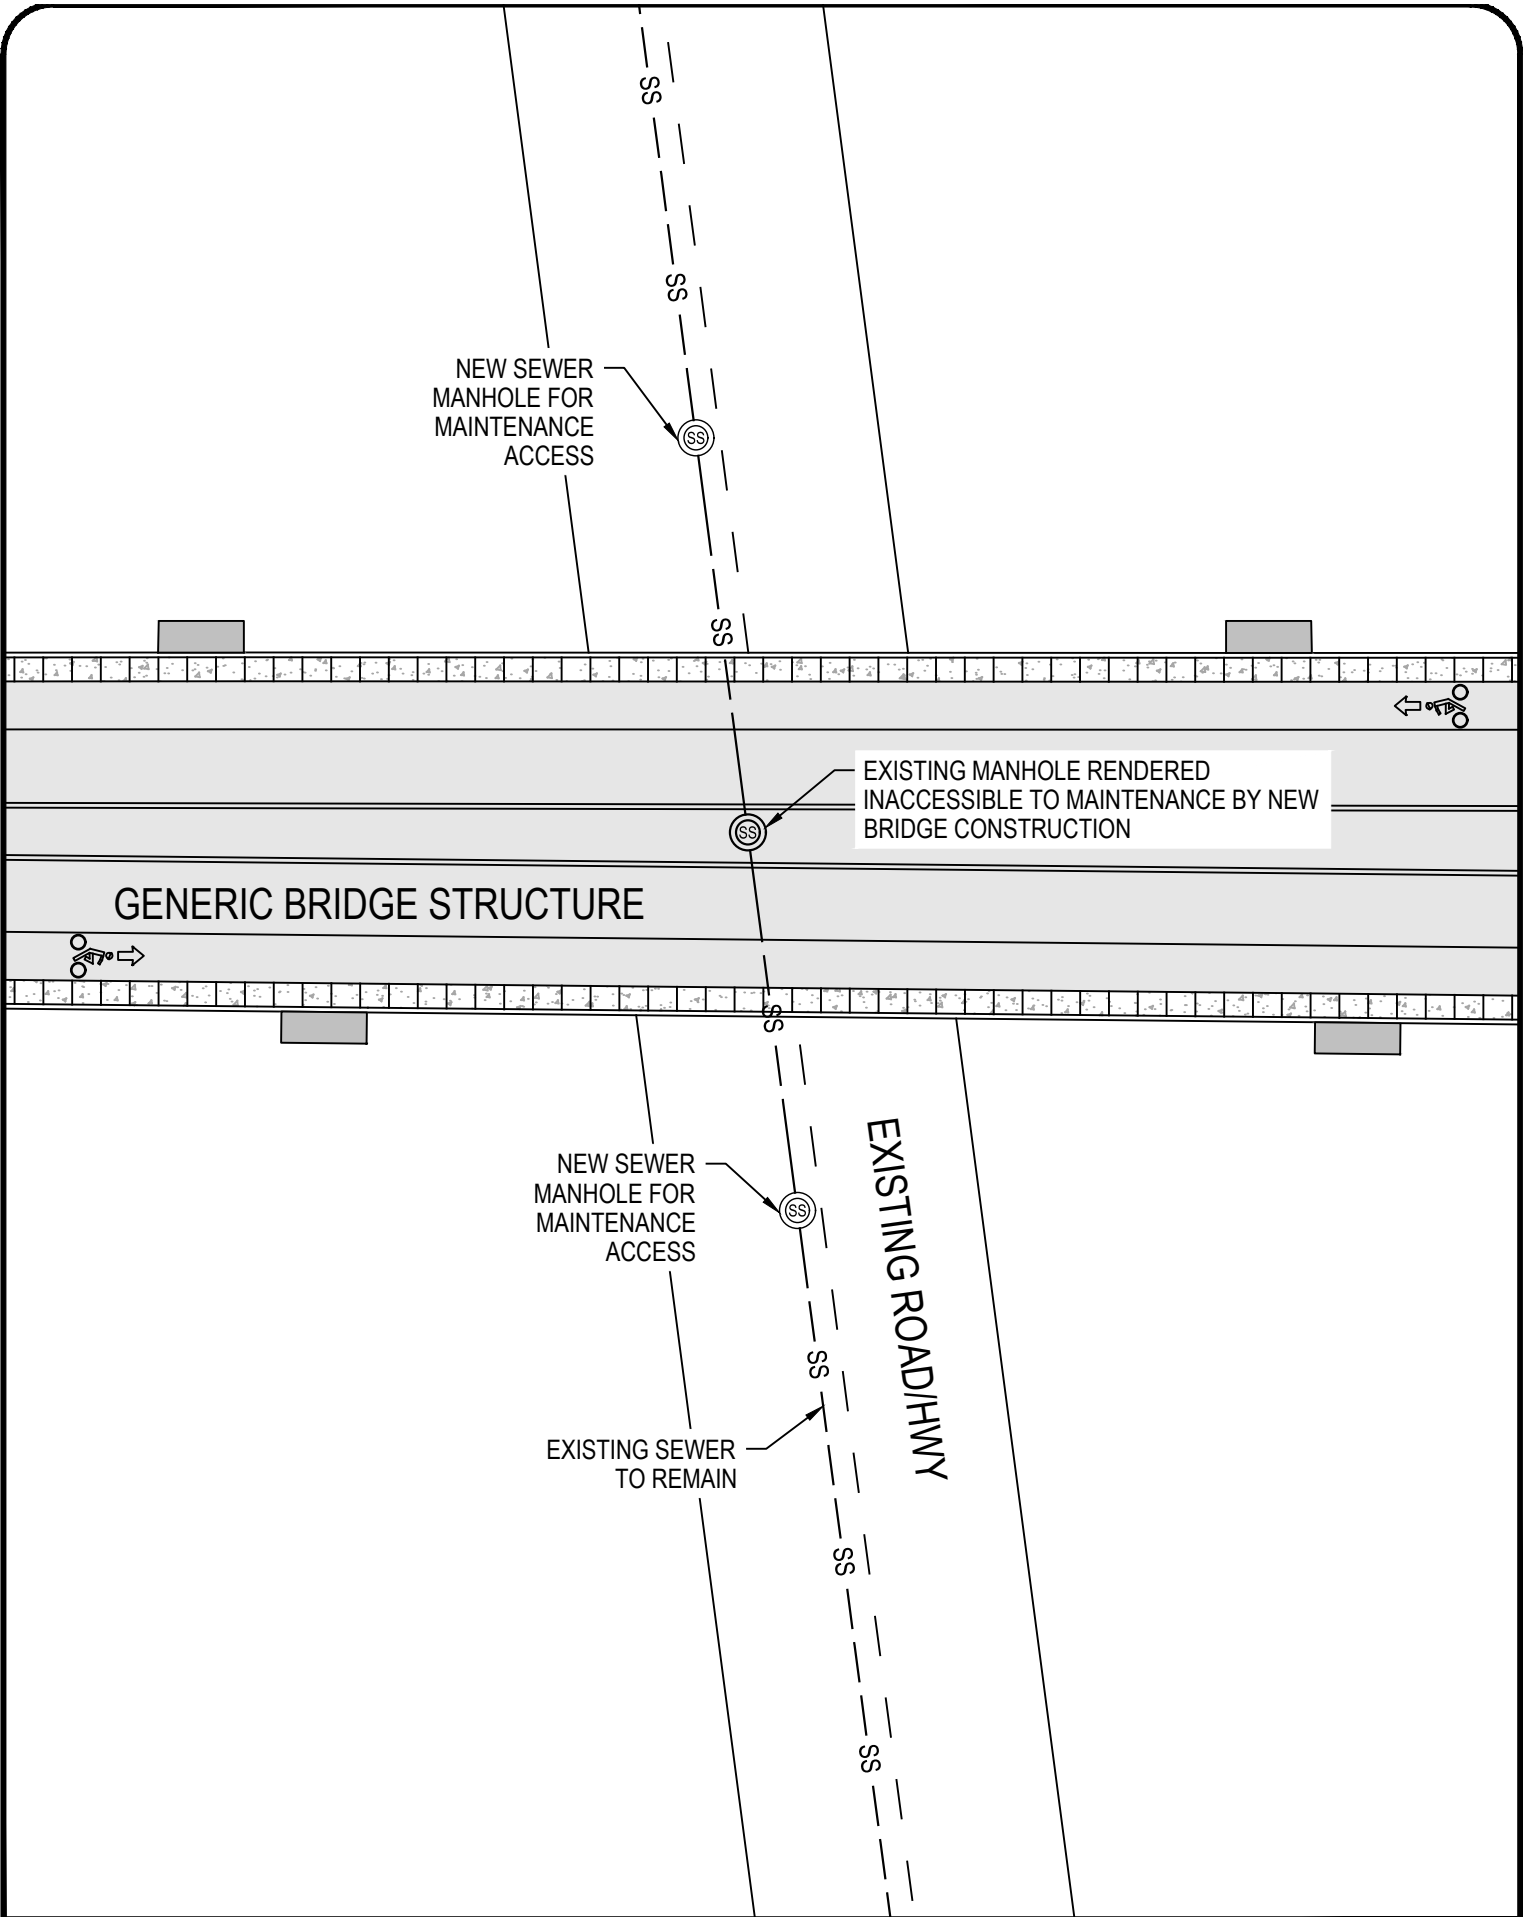 SS
SS
NEW SEWER
MANHOLE FOR
MAINTENANCE
ACCESS
SS
SS
EXISTING MANHOLE RENDERED
INACCESSIBLE TO MAINTENANCE BY NEW
BRIDGE CONSTRUCTION
SS
GENERIC BRIDGE STRUCTURE
SS
NEW SEWER
MANHOLE FOR
MAINTENANCE
ACCESS
SS
EXISTING ROAD/HWY
SS
EXISTING SEWER
TO REMAIN
SS
SS